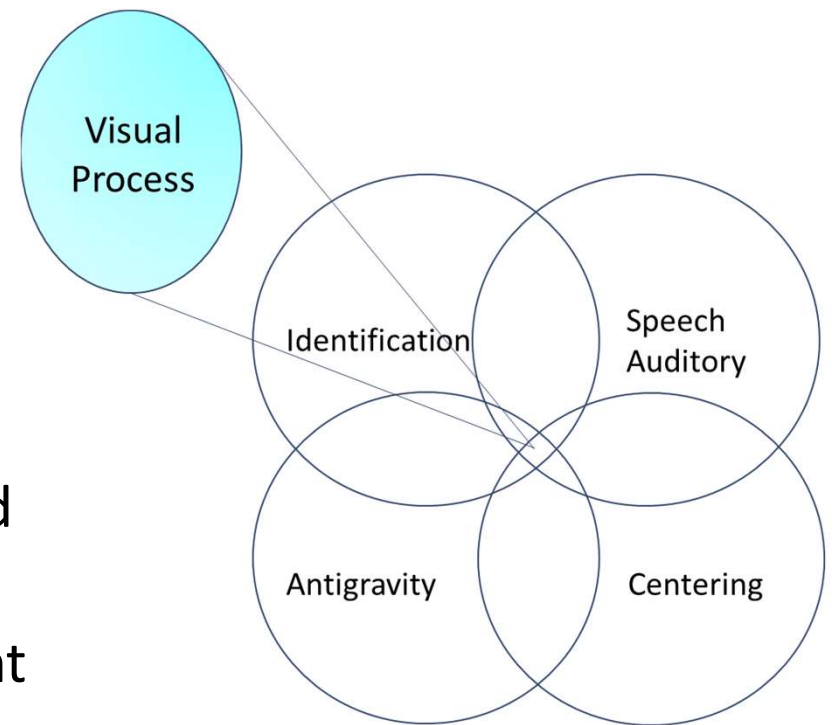 Visual
Process
Identification
Speech
Auditory
Antigravity
Centering